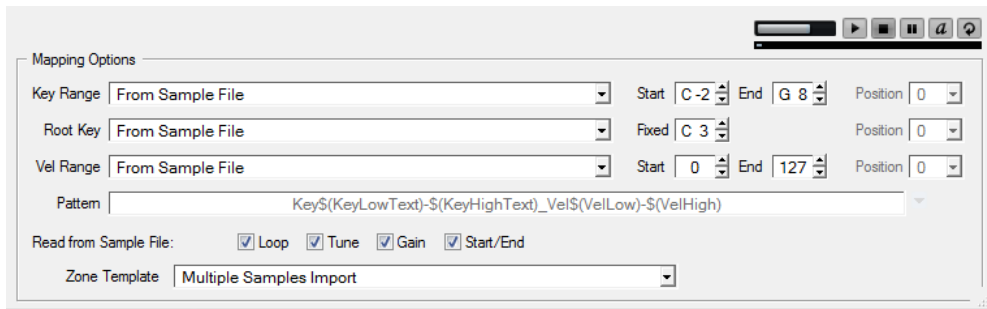 a
Mapping Options
Key Range From Sample File Start C -2 End G 8 Position 0
Root Key From Sample File Fixed C 3 Position 0
Vel Range From Sample File Start 0 End 127 Position 0
Pattern Key$(KeyLowText)-$(KeyHighText)_Vel$(VelLow)-$(VelHigh)
Read from Sample File: Loop Tune Gain Start/End
Zone Template Multiple Samples Import